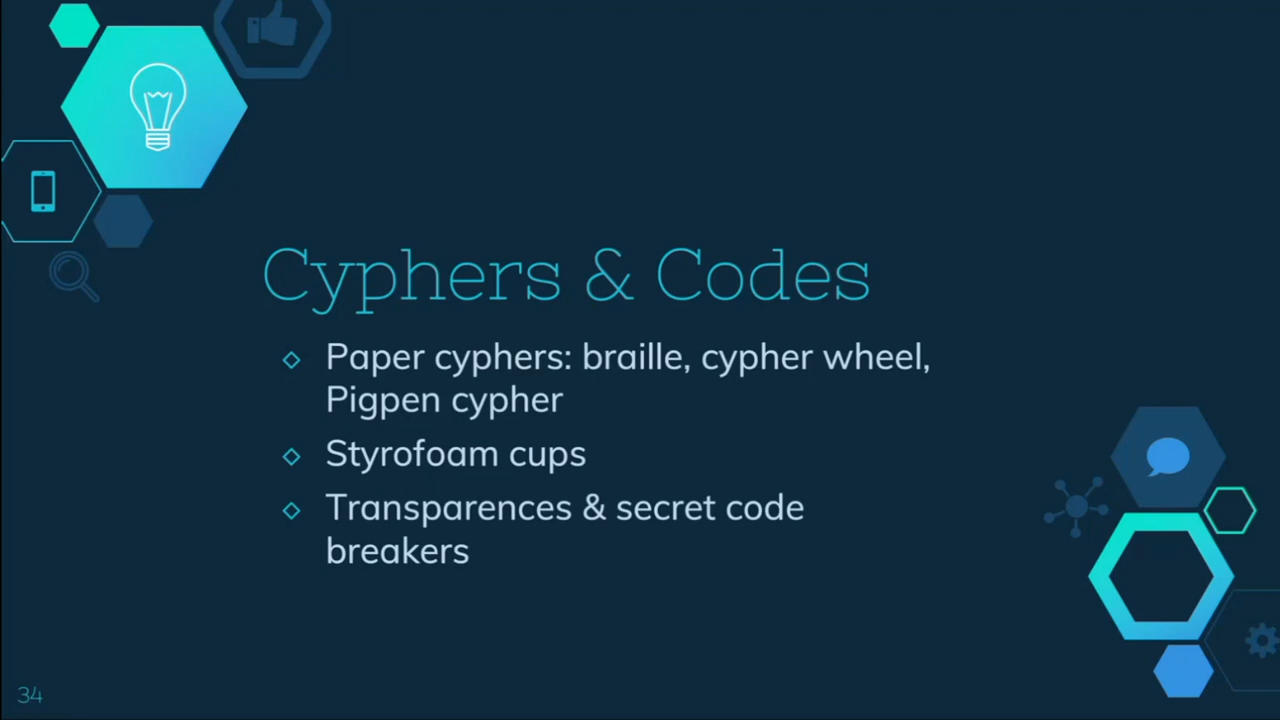 Cyphers & Codes
Paper cyphers: braille, cypher wheel,
Pigpen cypher
Styrofoam cups
Transparences & secret code
breakers
34